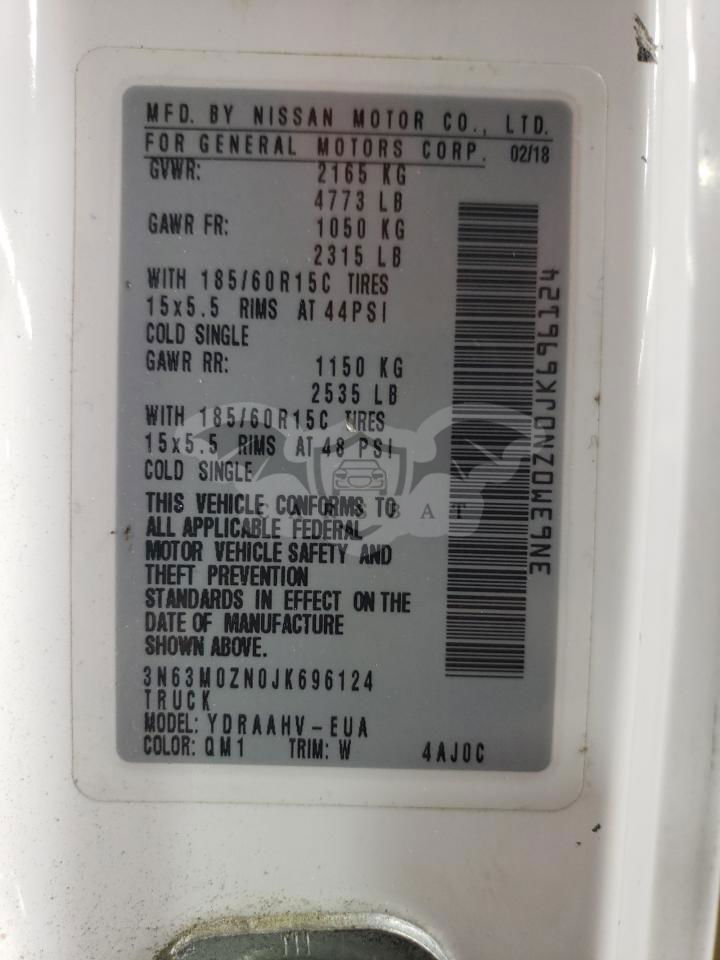 MFD. BY NISSAN MOTOR CO., LTD.
FOR GENERAL MOTORS CORP. 02/18
GVWR: 2165 KG
4773 LB
GAWR FR: 1050 KG
2315 LB
WITH 185/60R15C TIRES
15x5.5 RIMS AT 44PSI
COLD SINGLE
GAWR RR: 1150 KG
2535 LB
WITH 185/60R15C TIRES
15x5.5 RIMS AT 48 PSI
COLD SINGLE
THIS VEHICLE CONFORMS TO
ALL APPLICABLE FEDERAL
MOTOR VEHICLE SAFETY AND
THEFT PREVENTION
STANDARDS IN EFFECT ON THE
DATE OF MANUFACTURE
SHOWN ABOVE.
3N63M0ZN0JK696124
TRUCK
MODEL: YDRAAHV-EUA
COLOR: QM1 TRIM: W 4AJ0C
3N63M0ZN0JK696124